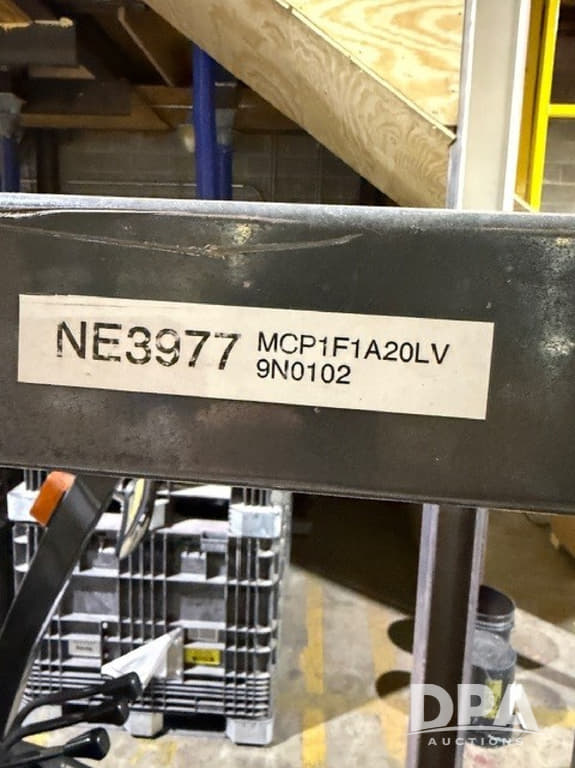 NE3977 MCP1F1A20LV
9N0102
DPA
AUCTIONS